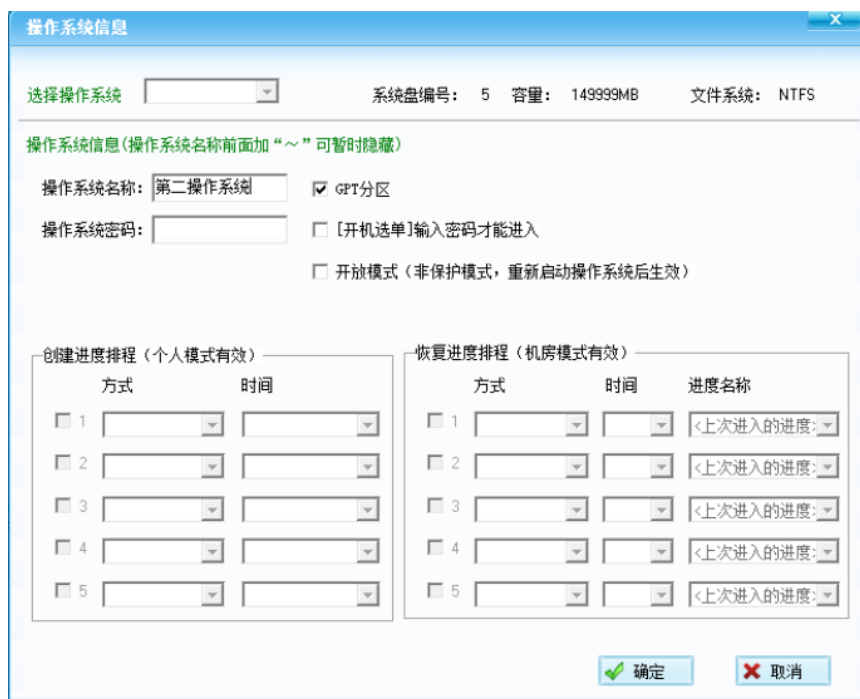 操作系统信息
选择操作系统 系统盘编号： 5 容量： 149999MB 文件系统： NTFS
操作系统信息(操作系统名称前面加“～”可暂时隐藏)
操作系统名称： 第二操作系统 GPT分区
操作系统密码： [开机选单]输入密码才能进入
开放模式（非保护模式，重新启动操作系统后生效）
创建进度排程（个人模式有效） 恢复进度排程（机房模式有效）
方式 时间 方式 时间 进度名称
1 1 <上次进入的进度>
2 2 <上次进入的进度>
3 3 <上次进入的进度>
4 4 <上次进入的进度>
5 5 <上次进入的进度>
确定 取消